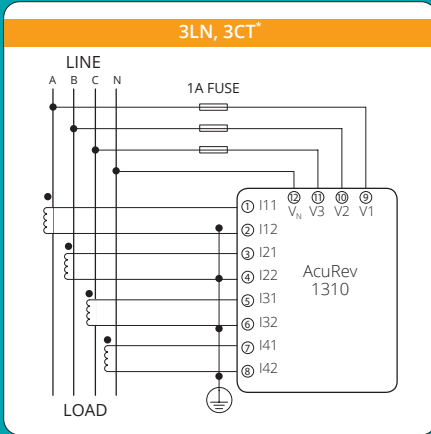 3LN, 3CT*
LINE
A B C N
1A FUSE
⑫ ⑪ ⑩ ⑨
VN V3 V2 V1
① I11
② I12
③ I21
④ I22
⑤ I31
⑥ I32
⑦ I41
⑧ I42
AcuRev
1310
LOAD